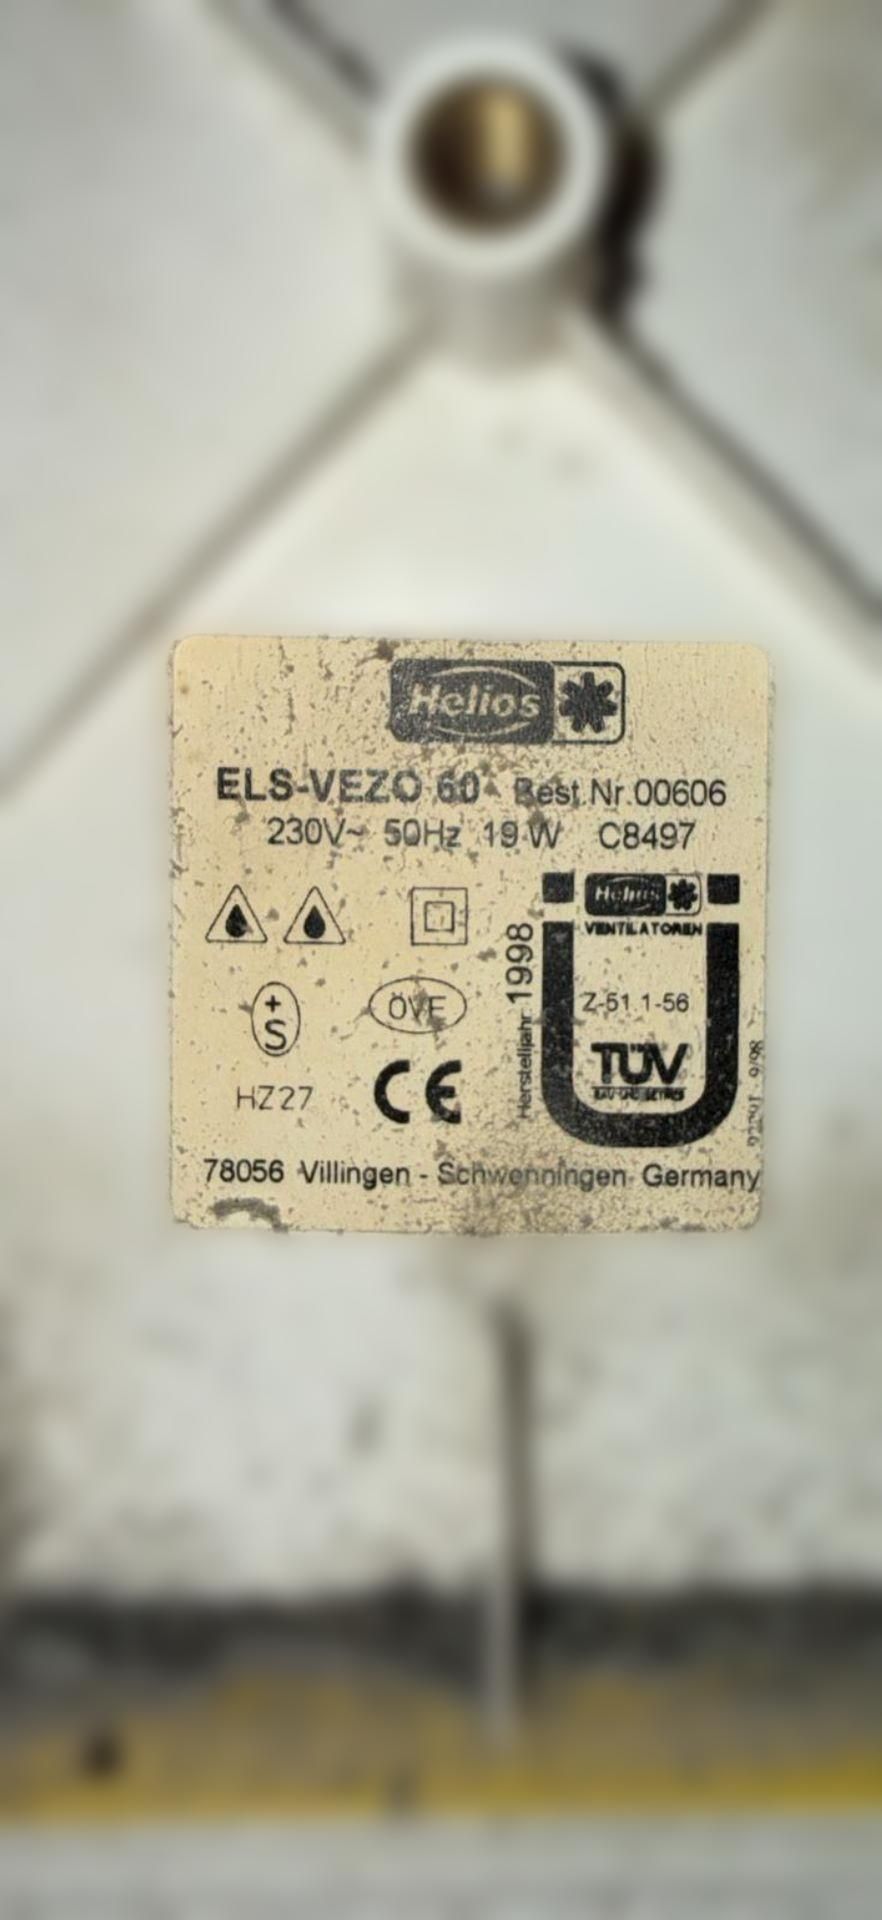 Helios
ELS-VEZO 60 Best.Nr.00606
230V~ 50Hz 19 W C8497
Helios
VENTILATOREN
Herstelljahr 1998
Z-51.1-56
+
S
ÖVE
TÜV
HZ27
CE
78056 Villingen - Schwenningen Germany